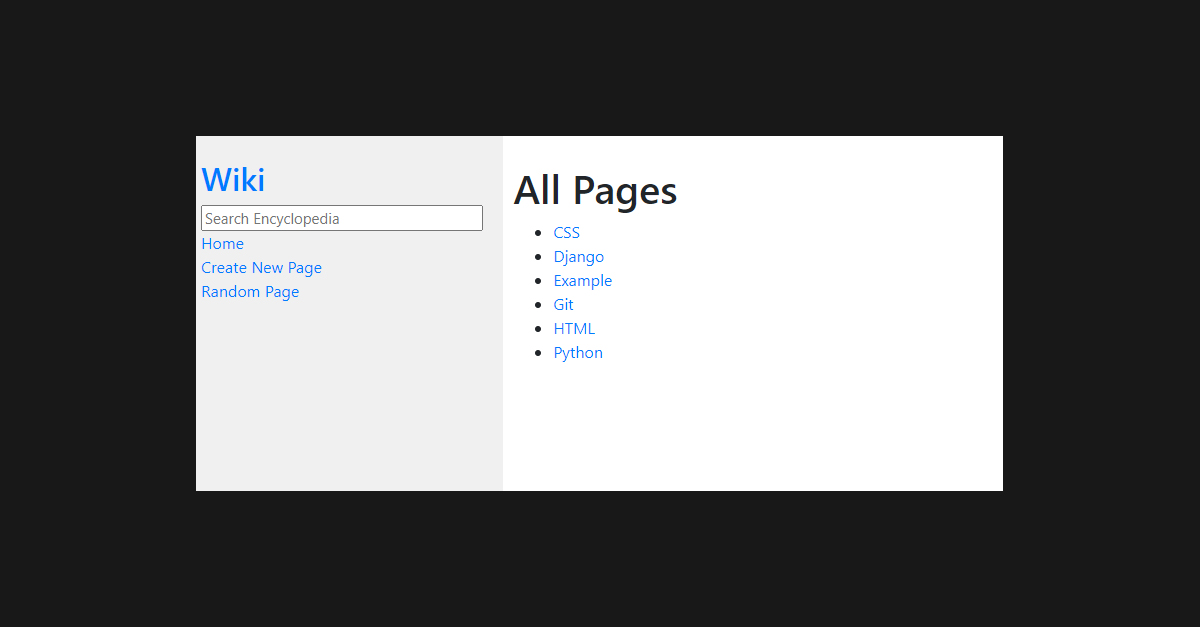 Wiki
Search Encyclopedia
Home
Create New Page
Random Page
All Pages
CSS
Django
Example
Git
HTML
Python